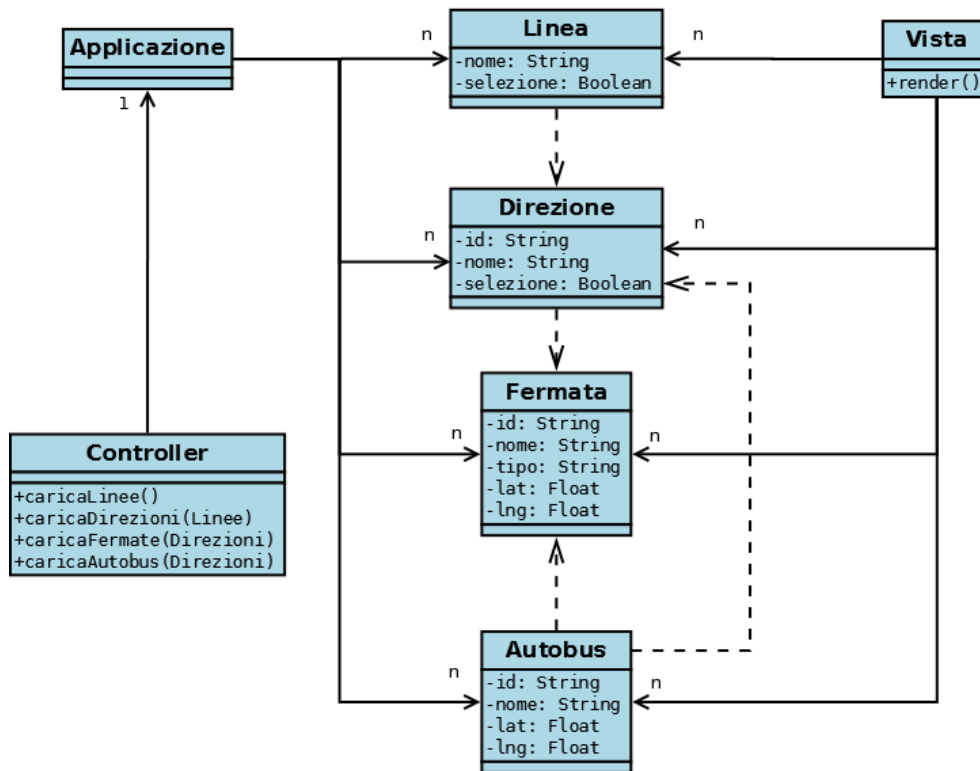 Applicazione
n
Linea
-nome: String
-selezione: Boolean
n
Vista
+render()
1
n
Direzione
-id: String
-nome: String
-selezione: Boolean
n
Controller
+caricaLinee()
+caricaDirezioni(Linee)
+caricaFermate(Direzioni)
+caricaAutobus(Direzioni)
n
Fermata
-id: String
-nome: String
-tipo: String
-lat: Float
-lng: Float
n
n
Autobus
-id: String
-nome: String
-lat: Float
-lng: Float
n